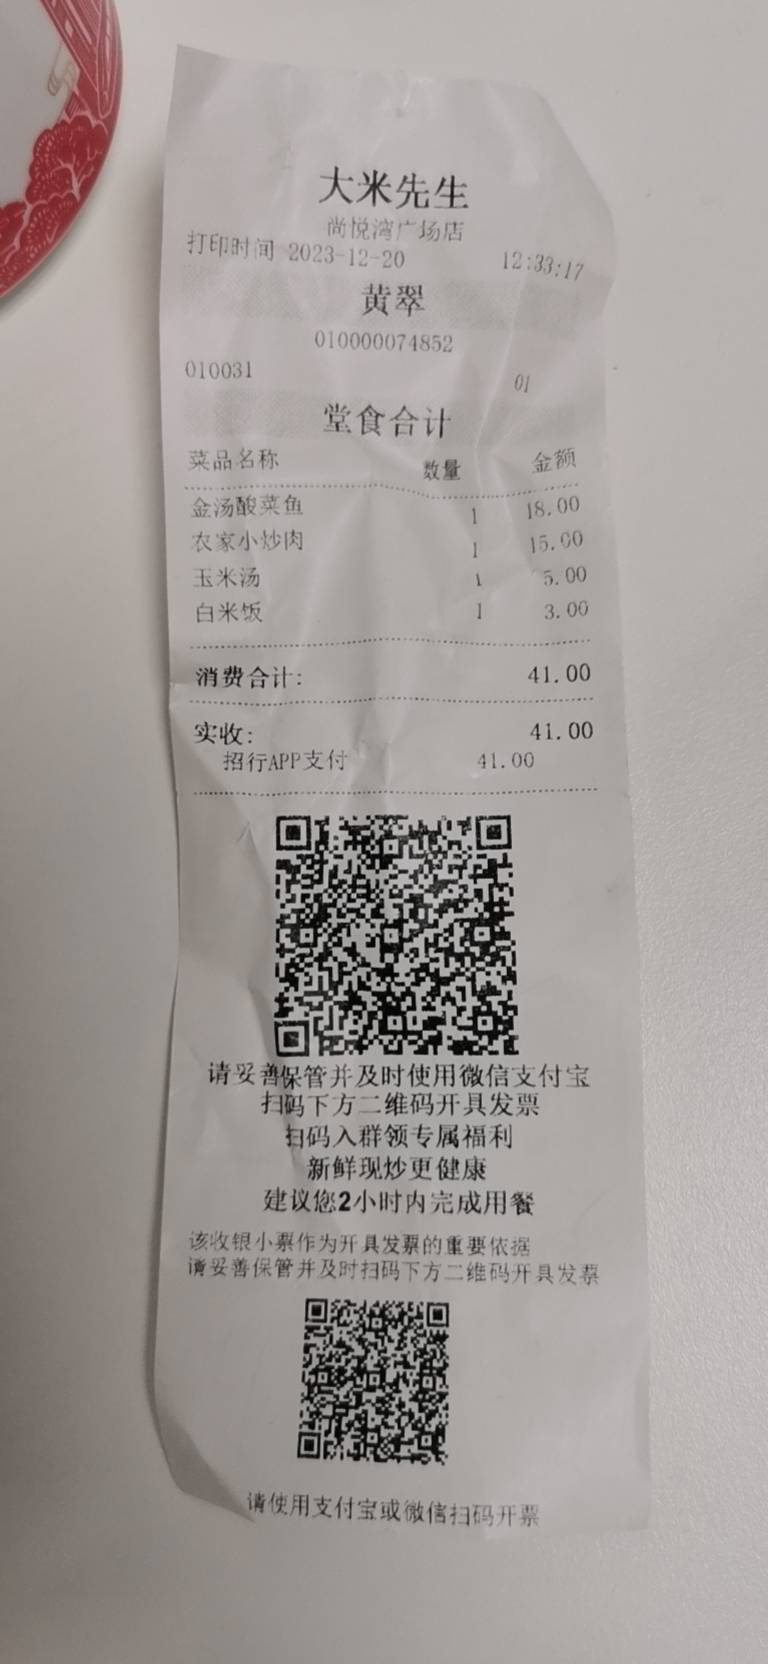 大米先生
尚悦湾广场店
打印时间 2023-12-20 12:33:17
黄翠
010000074852
010031 01
堂食合计
菜品名称 数量 金额
金汤酸菜鱼 1 18.00
农家小炒肉 1 15.00
玉米汤 1 5.00
白米饭 1 3.00
消费合计: 41.00
实收: 41.00
招行APP支付 41.00
请妥善保管并及时使用微信支付宝
扫码下方二维码开具发票
扫码入群领专属福利
新鲜现炒更健康
建议您2小时内完成用餐
该收银小票作为开具发票的重要依据
请妥善保管并及时扫码下方二维码开具发票
请使用支付宝或微信扫码开票